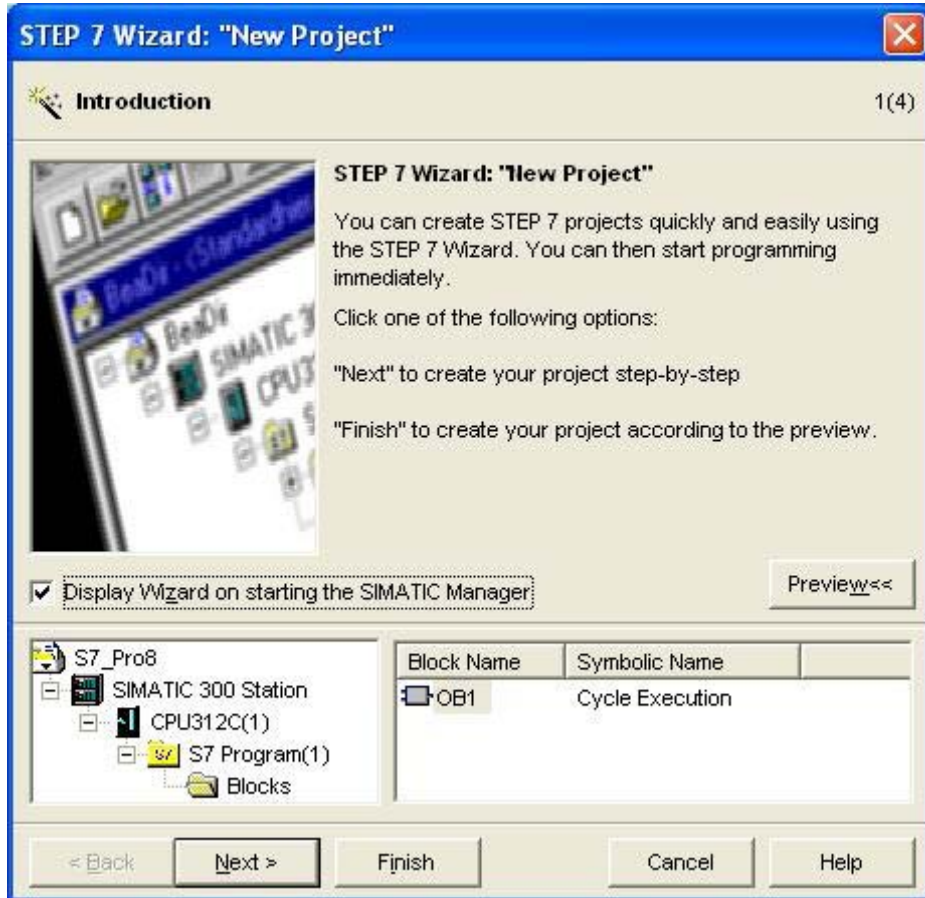 STEP 7 Wizard: "New Project"
Introduction
1(4)
STEP 7 Wizard: "New Project"
You can create STEP 7 projects quickly and easily using
the STEP 7 Wizard. You can then start programming
immediately.
Click one of the following options:
"Next" to create your project step-by-step
"Finish" to create your project according to the preview.
BeaDir
SIMATIC 3
CPU3
Display Wizard on starting the SIMATIC Manager
Preview<<
S7_Pro8
SIMATIC 300 Station
CPU312C(1)
S7 Program(1)
Blocks
Block Name
Symbolic Name
OB1
Cycle Execution
< Back
Next >
Finish
Cancel
Help